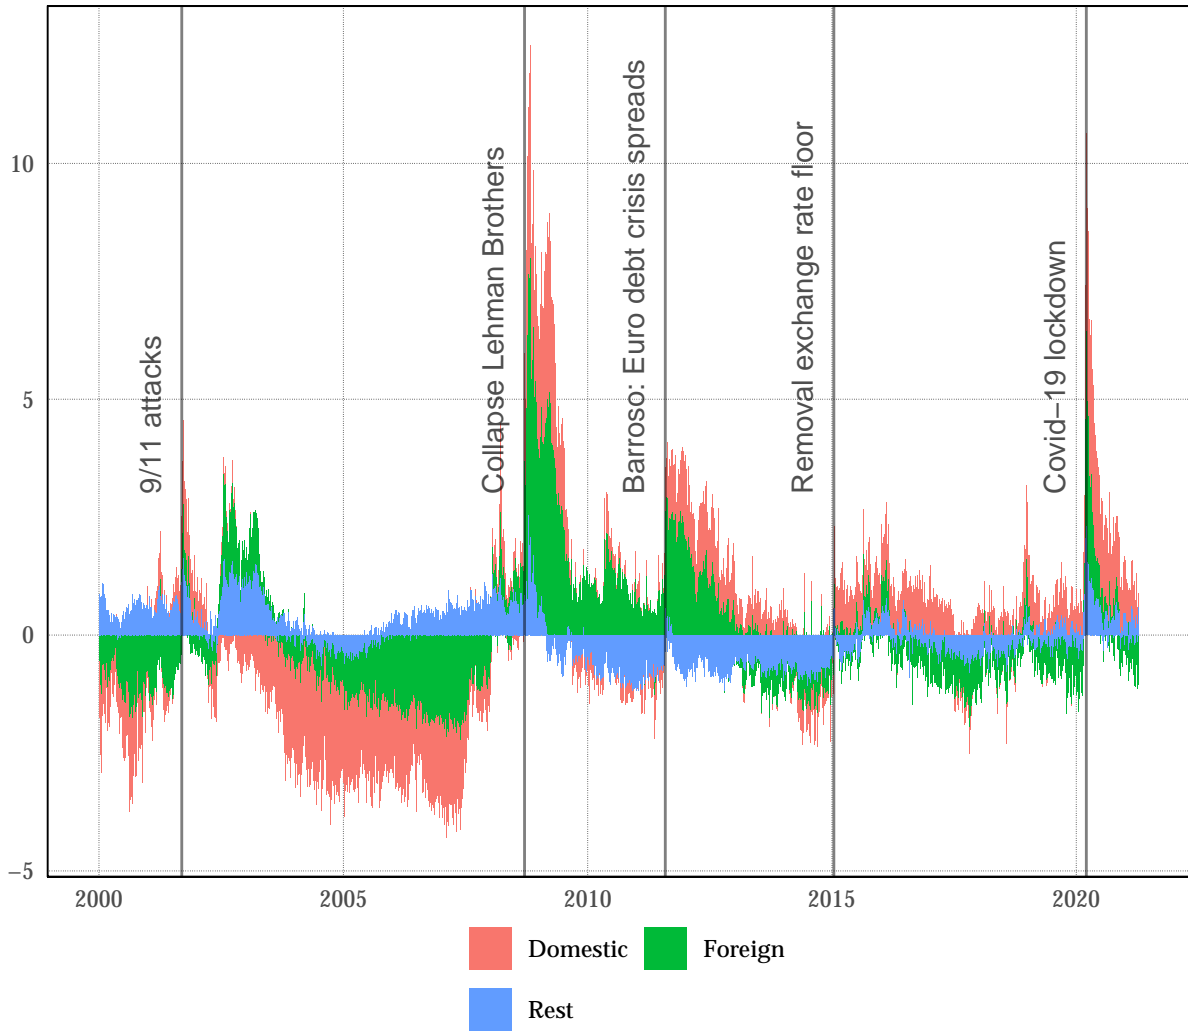 10
5
0
−5
9/11 attacks
Collapse Lehman Brothers
Barroso: Euro debt crisis spreads
Removal exchange rate floor
Covid−19 lockdown
2000 2005 2010 2015 2020
Domestic Foreign
Rest